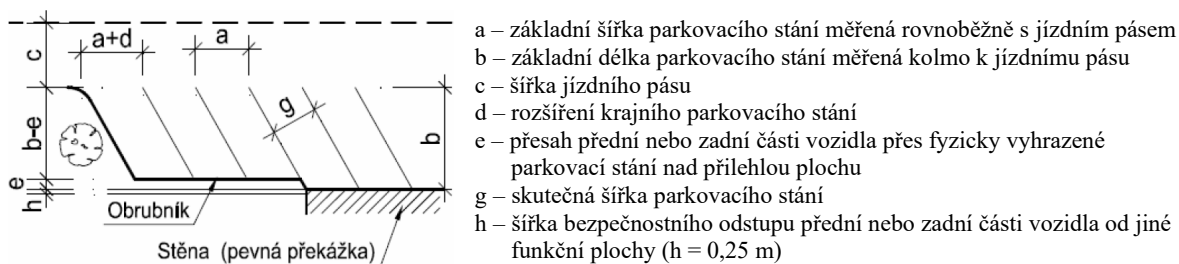 a+d
a
c
g
b-e
b
e
h
Obrubník
Stěna (pevná překážka)
a – základní šířka parkovacího stání měřená rovnoběžně s jízdním pásem
b – základní délka parkovacího stání měřená kolmo k jízdnímu pásu
c – šířka jízdního pásu
d – rozšíření krajního parkovacího stání
e – přesah přední nebo zadní části vozidla přes fyzicky vyhrazené
parkovací stání nad přilehlou plochu
g – skutečná šířka parkovacího stání
h – šířka bezpečnostního odstupu přední nebo zadní části vozidla od jiné
funkční plochy (h = 0,25 m)